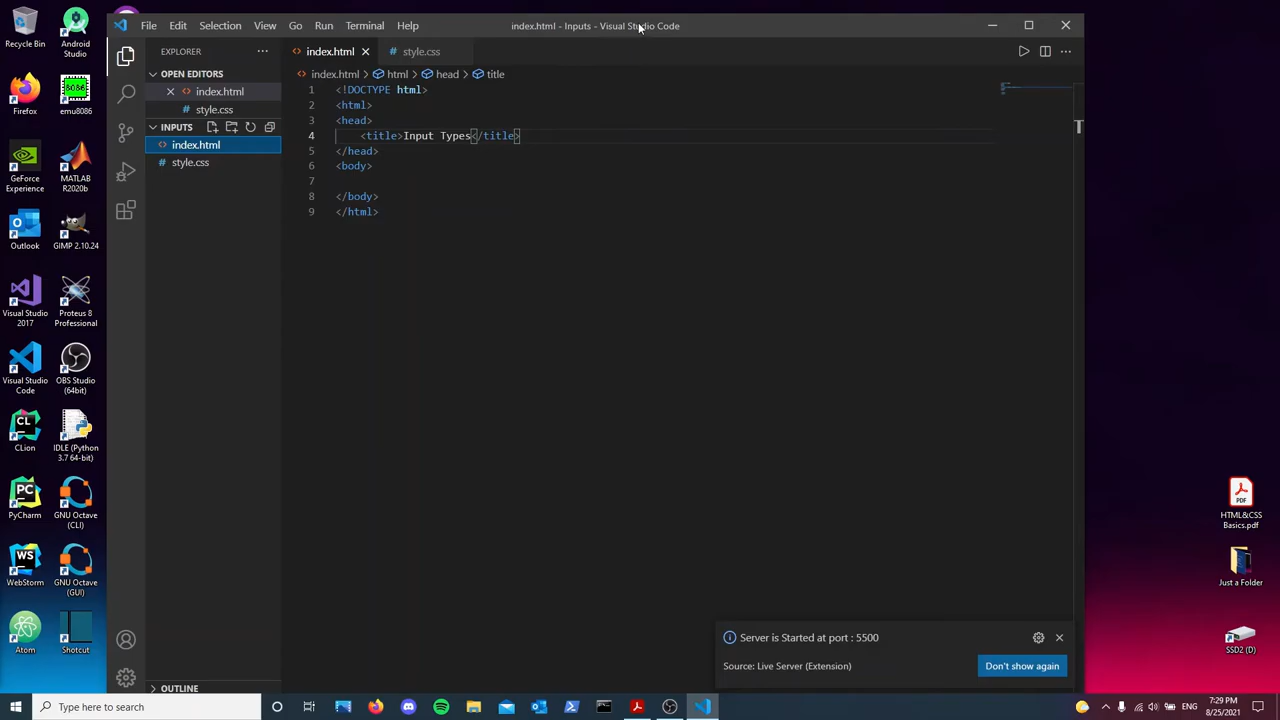 File Edit Selection View Go Run Terminal Help
index.html - Inputs - Visual Studio Code
Recycle Bin
Android Studio
Firefox
emu8086
8086
GeForce Experience
MATLAB R2020b
Outlook
GIMP 2.10.24
Visual Studio 2017
Proteus 8 Professional
Visual Studio Code
OBS Studio (64bit)
CLion
IDLE (Python 3.7 64-bit)
PyCharm
GNU Octave (CLI)
WebStorm
GNU Octave (GUI)
Atom
Shotcut
EXPLORER
OPEN EDITORS
index.html
style.css
INPUTS
index.html
style.css
OUTLINE
index.html style.css
index.html html head title
1 <!DOCTYPE html>
2 <html>
3 <head>
4 <title>Input Types</title>
5 </head>
6 <body>
7
8 </body>
9 </html>
Server is Started at port : 5500
Source: Live Server (Extension)
Don't show again
PDF
HTML&CSS Basics.pdf
Just a Folder
SSD2 (D)
Type here to search
ENG
7:29 PM
8/25/2021